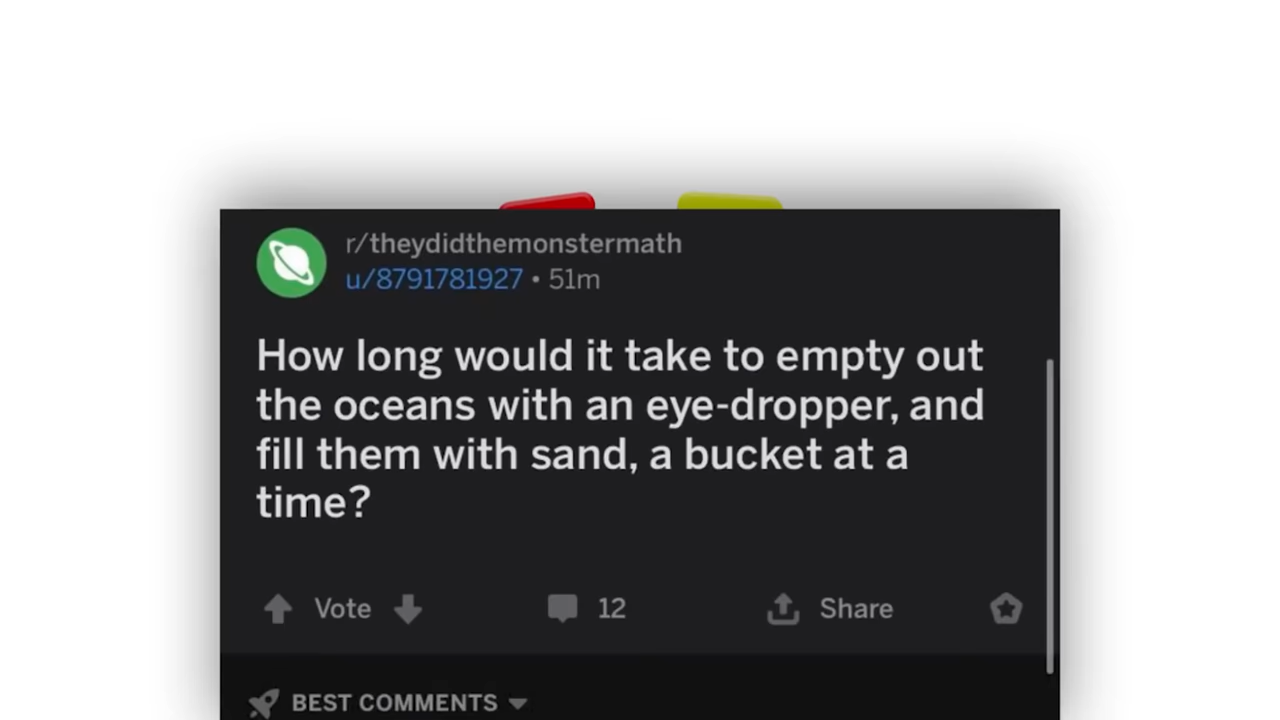 r/theydidthemonstermath
u/8791781927 • 51m
How long would it take to empty out
the oceans with an eye-dropper, and
fill them with sand, a bucket at a
time?
Vote 12 Share
BEST COMMENTS